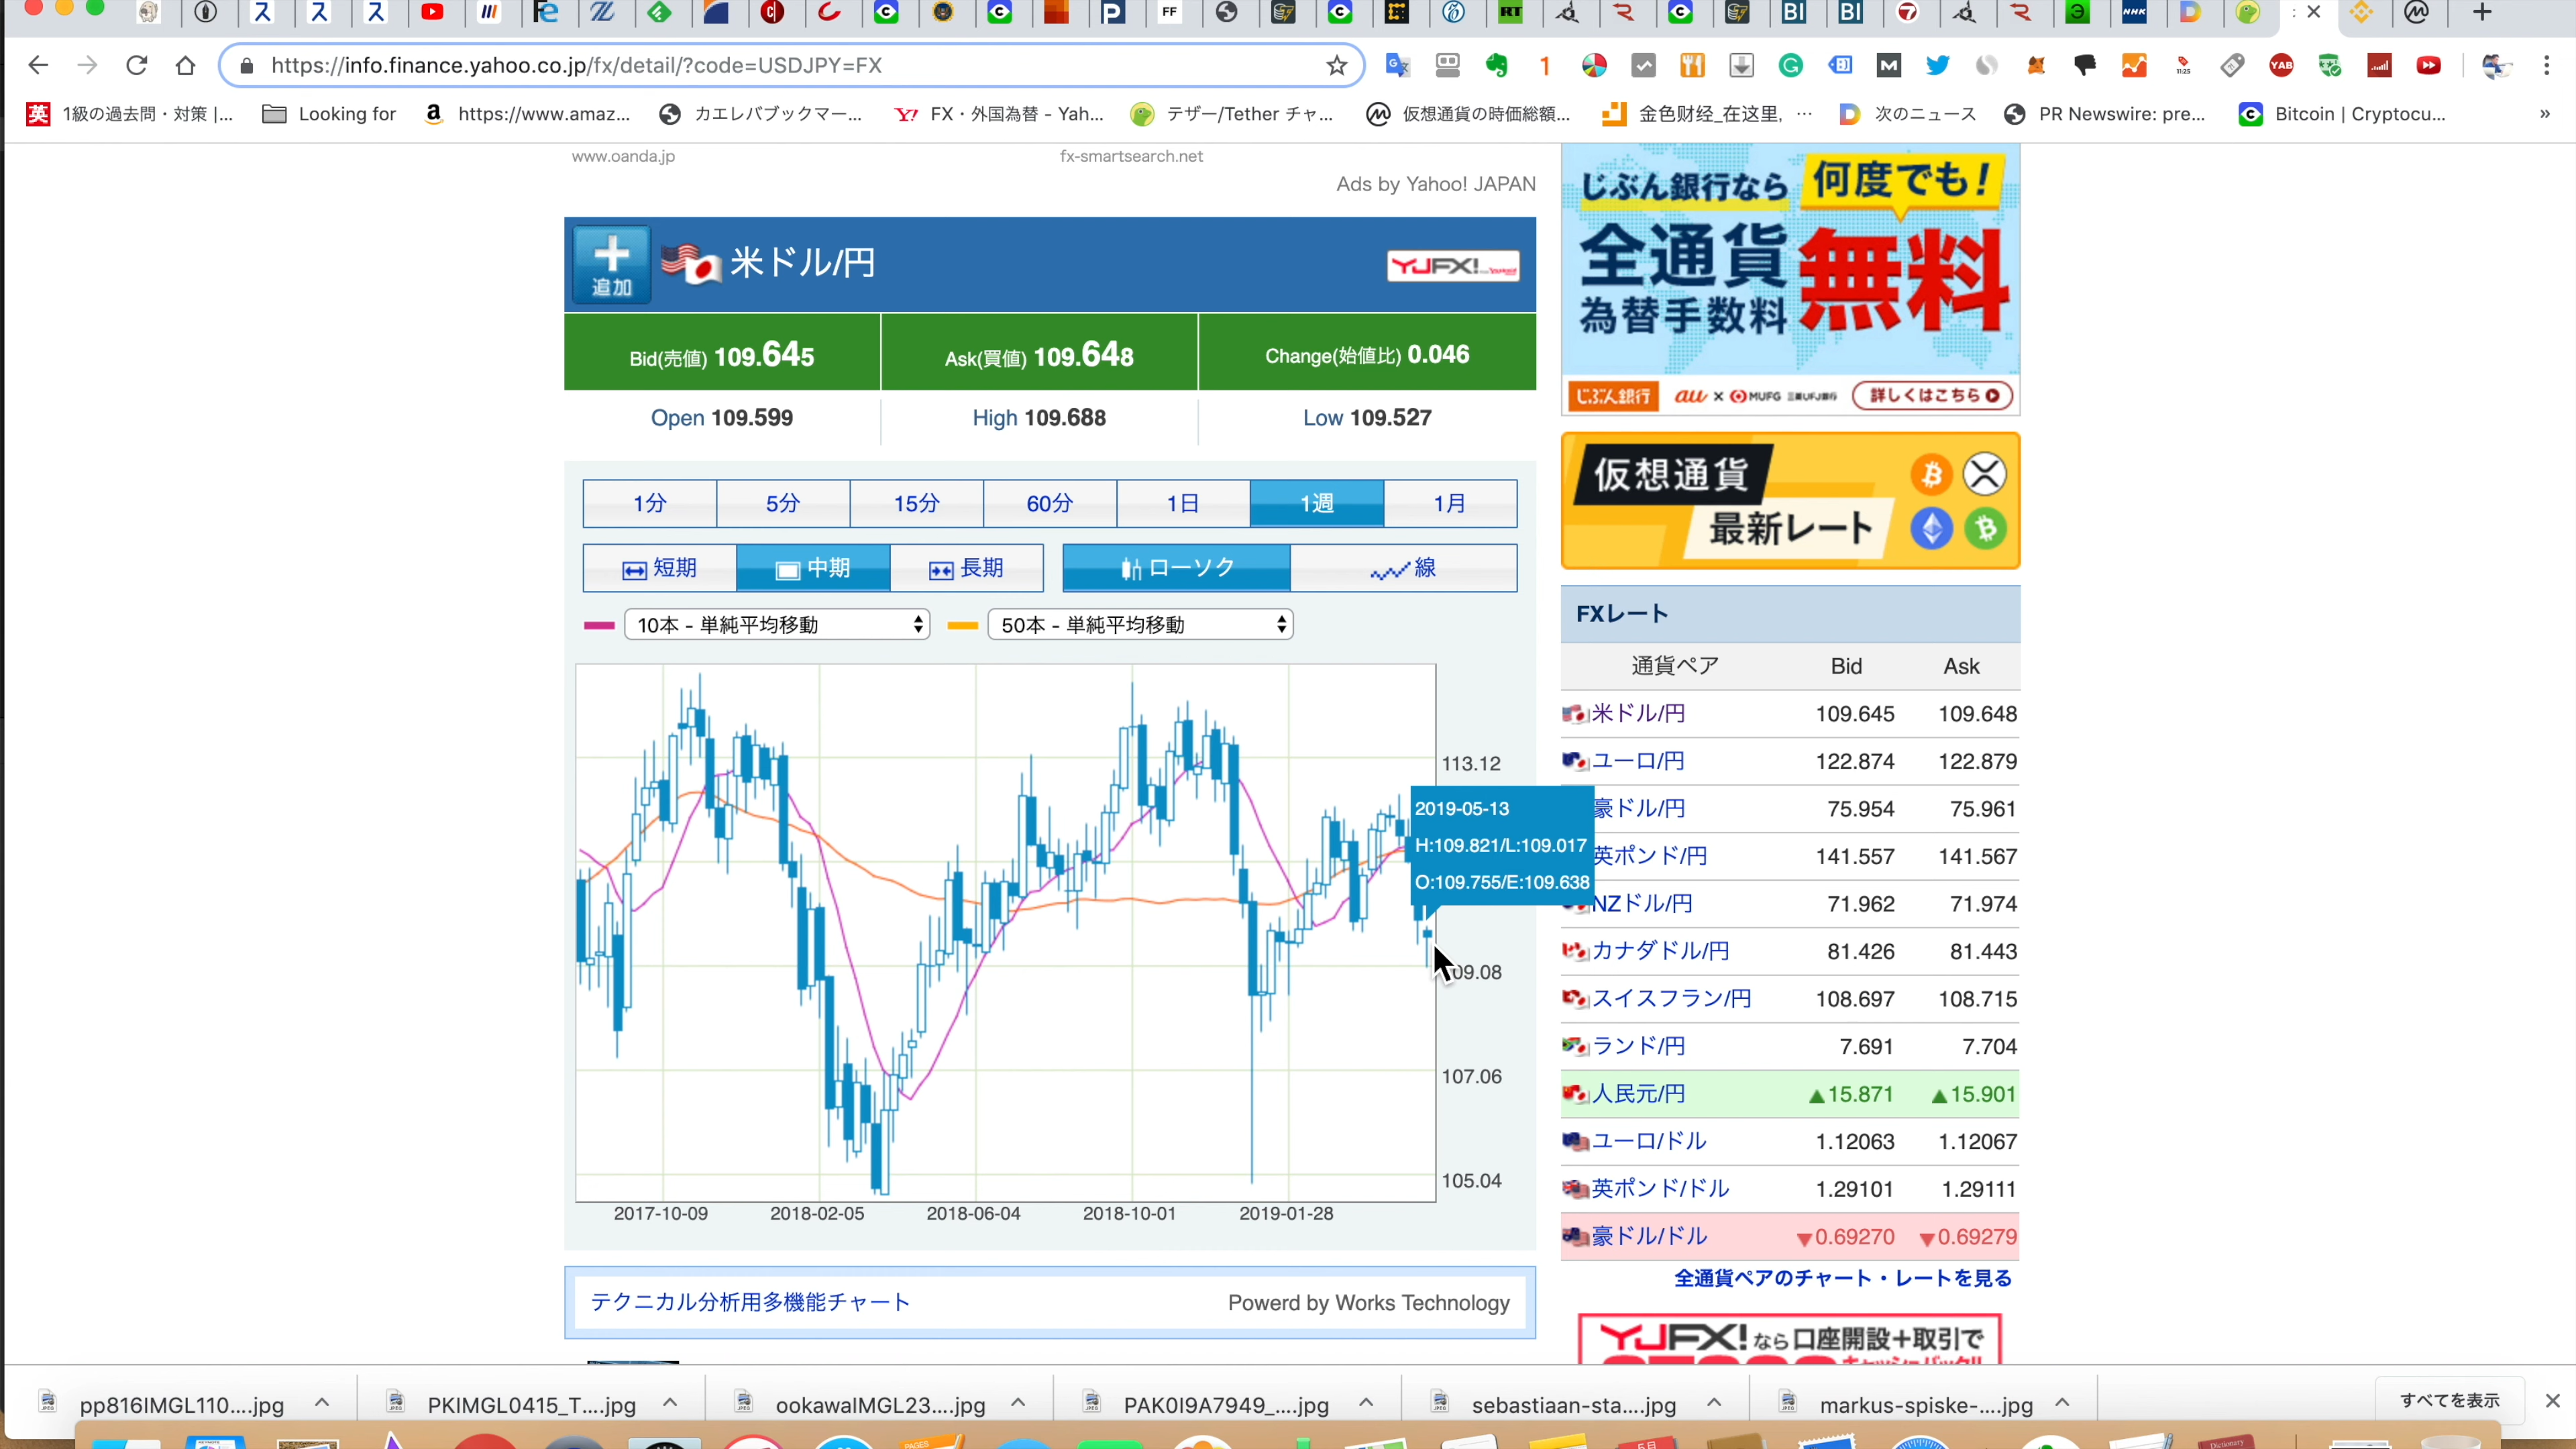 https://info.finance.yahoo.co.jp/fx/detail/?code=USDJPY=FX
1級の過去問・対策 |...
Looking for
https://www.amaz...
カエレバブックマー...
FX・外国為替 - Yah...
テザー/Tether チャ...
仮想通貨の時価総額...
金色财经_在这里，...
次のニュース
PR Newswire: pre...
Bitcoin | Cryptocu...
»
www.oanda.jp
fx-smartsearch.net
Ads by Yahoo! JAPAN
追加
米ドル/円
YJFX!
Bid(売値) 109.645
Ask(買値) 109.648
Change(始値比) 0.046
Open 109.599
High 109.688
Low 109.527
1分
5分
15分
60分
1日
1週
1月
短期
中期
長期
ローソク
線
10本 - 単純平均移動
50本 - 単純平均移動
113.12
2019-05-13
H:109.821/L:109.017
O:109.755/E:109.638
09.08
107.06
105.04
2017-10-09
2018-02-05
2018-06-04
2018-10-01
2019-01-28
テクニカル分析用多機能チャート
Powerd by Works Technology
じぶん銀行なら
何度でも!
全通貨
為替手数料
無料
じぶん銀行
au × MUFG 三菱UFJ銀行
詳しくはこちら
仮想通貨
最新レート
FXレート
通貨ペア Bid Ask
米ドル/円 109.645 109.648
ユーロ/円 122.874 122.879
豪ドル/円 75.954 75.961
英ポンド/円 141.557 141.567
NZドル/円 71.962 71.974
カナダドル/円 81.426 81.443
スイスフラン/円 108.697 108.715
ランド/円 7.691 7.704
人民元/円 ▲15.871 ▲15.901
ユーロ/ドル 1.12063 1.12067
英ポンド/ドル 1.29101 1.29111
豪ドル/ドル ▼0.69270 ▼0.69279
全通貨ペアのチャート・レートを見る
YJFX!なら口座開設+取引で
pp816IMGL110....jpg
PKIMGL0415_T....jpg
ookawaIMGL23....jpg
PAK0I9A7949_....jpg
sebastiaan-sta....jpg
markus-spiske-....jpg
すべてを表示